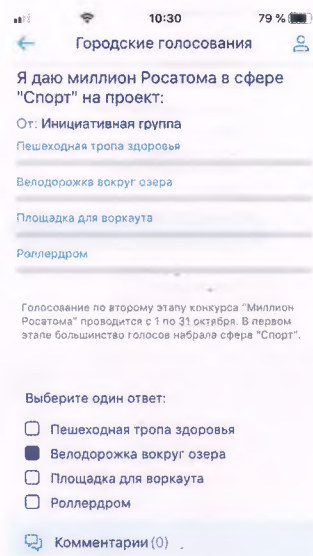 10:30 79 %
Городские голосования
Я даю миллион Росатома в сфере
"Спорт" на проект:
От: Инициативная группа
Пешеходная тропа здоровья
Велодорожка вокруг озера
Площадка для воркаута
Роллердром
Голосование по второму этапу конкурса "Миллион
Росатома" проводится с 1 по 31 октября. В первом
этапе большинство голосов набрала сфера "Спорт".
Выберите один ответ:
Пешеходная тропа здоровья
Велодорожка вокруг озера
Площадка для воркаута
Роллердром
Комментарии (0)